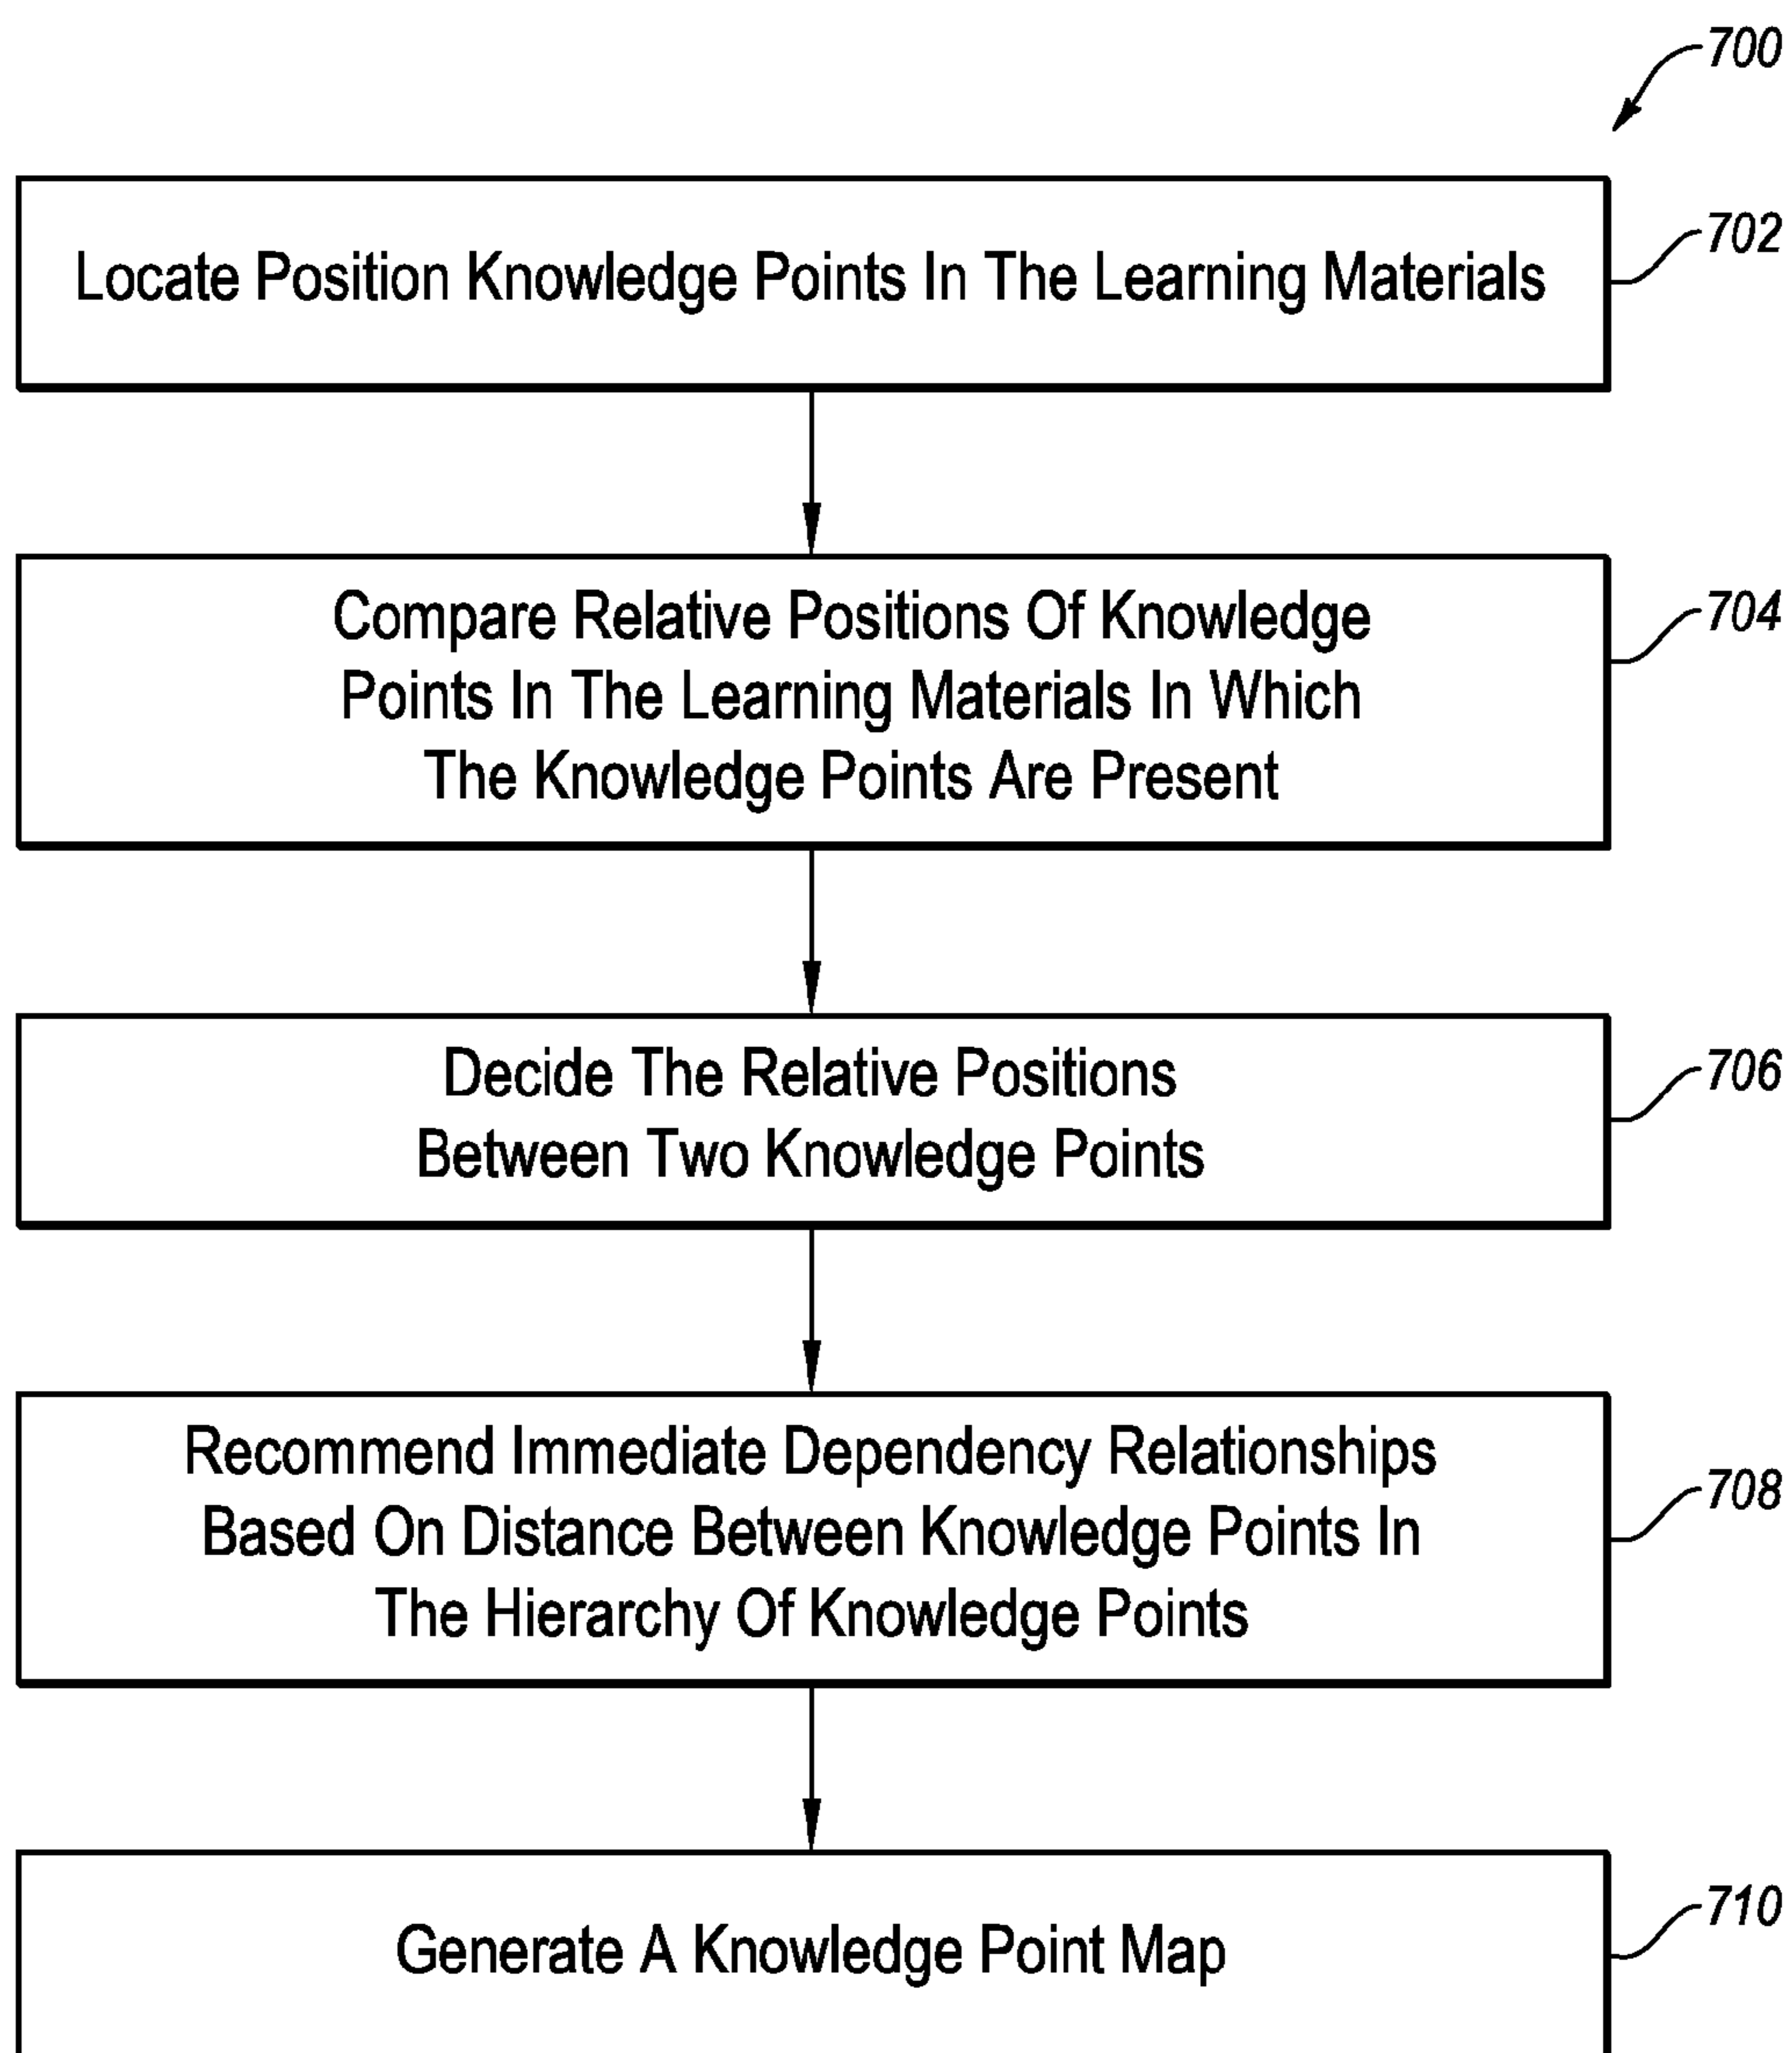 700
Locate Position Knowledge Points In The Learning Materials
702
Compare Relative Positions Of Knowledge
Points In The Learning Materials In Which
The Knowledge Points Are Present
704
Decide The Relative Positions
Between Two Knowledge Points
706
Recommend Immediate Dependency Relationships
Based On Distance Between Knowledge Points In
The Hierarchy Of Knowledge Points
708
Generate A Knowledge Point Map
710